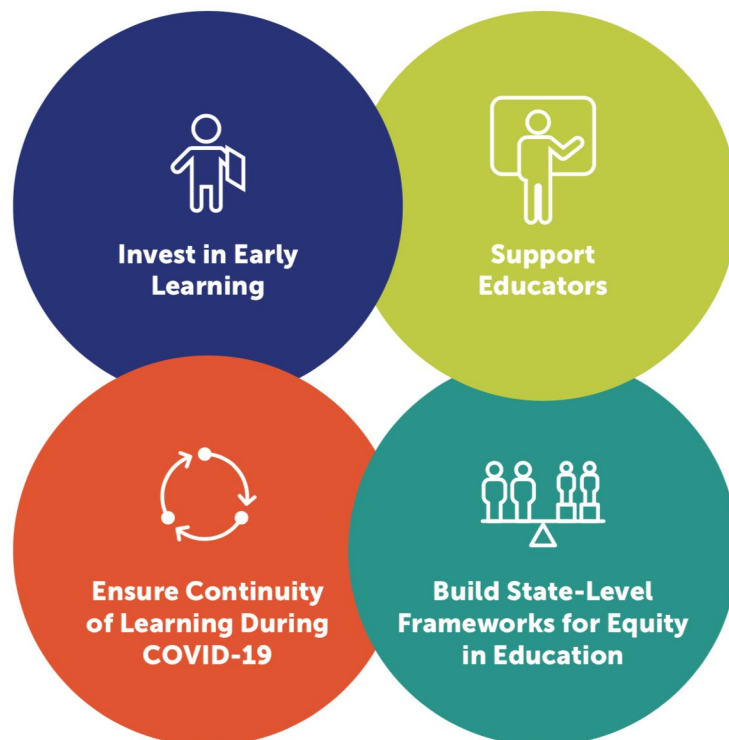 Invest in Early
Learning
Support
Educators
Ensure Continuity
of Learning During
COVID-19
Build State-Level
Frameworks for Equity
in Education